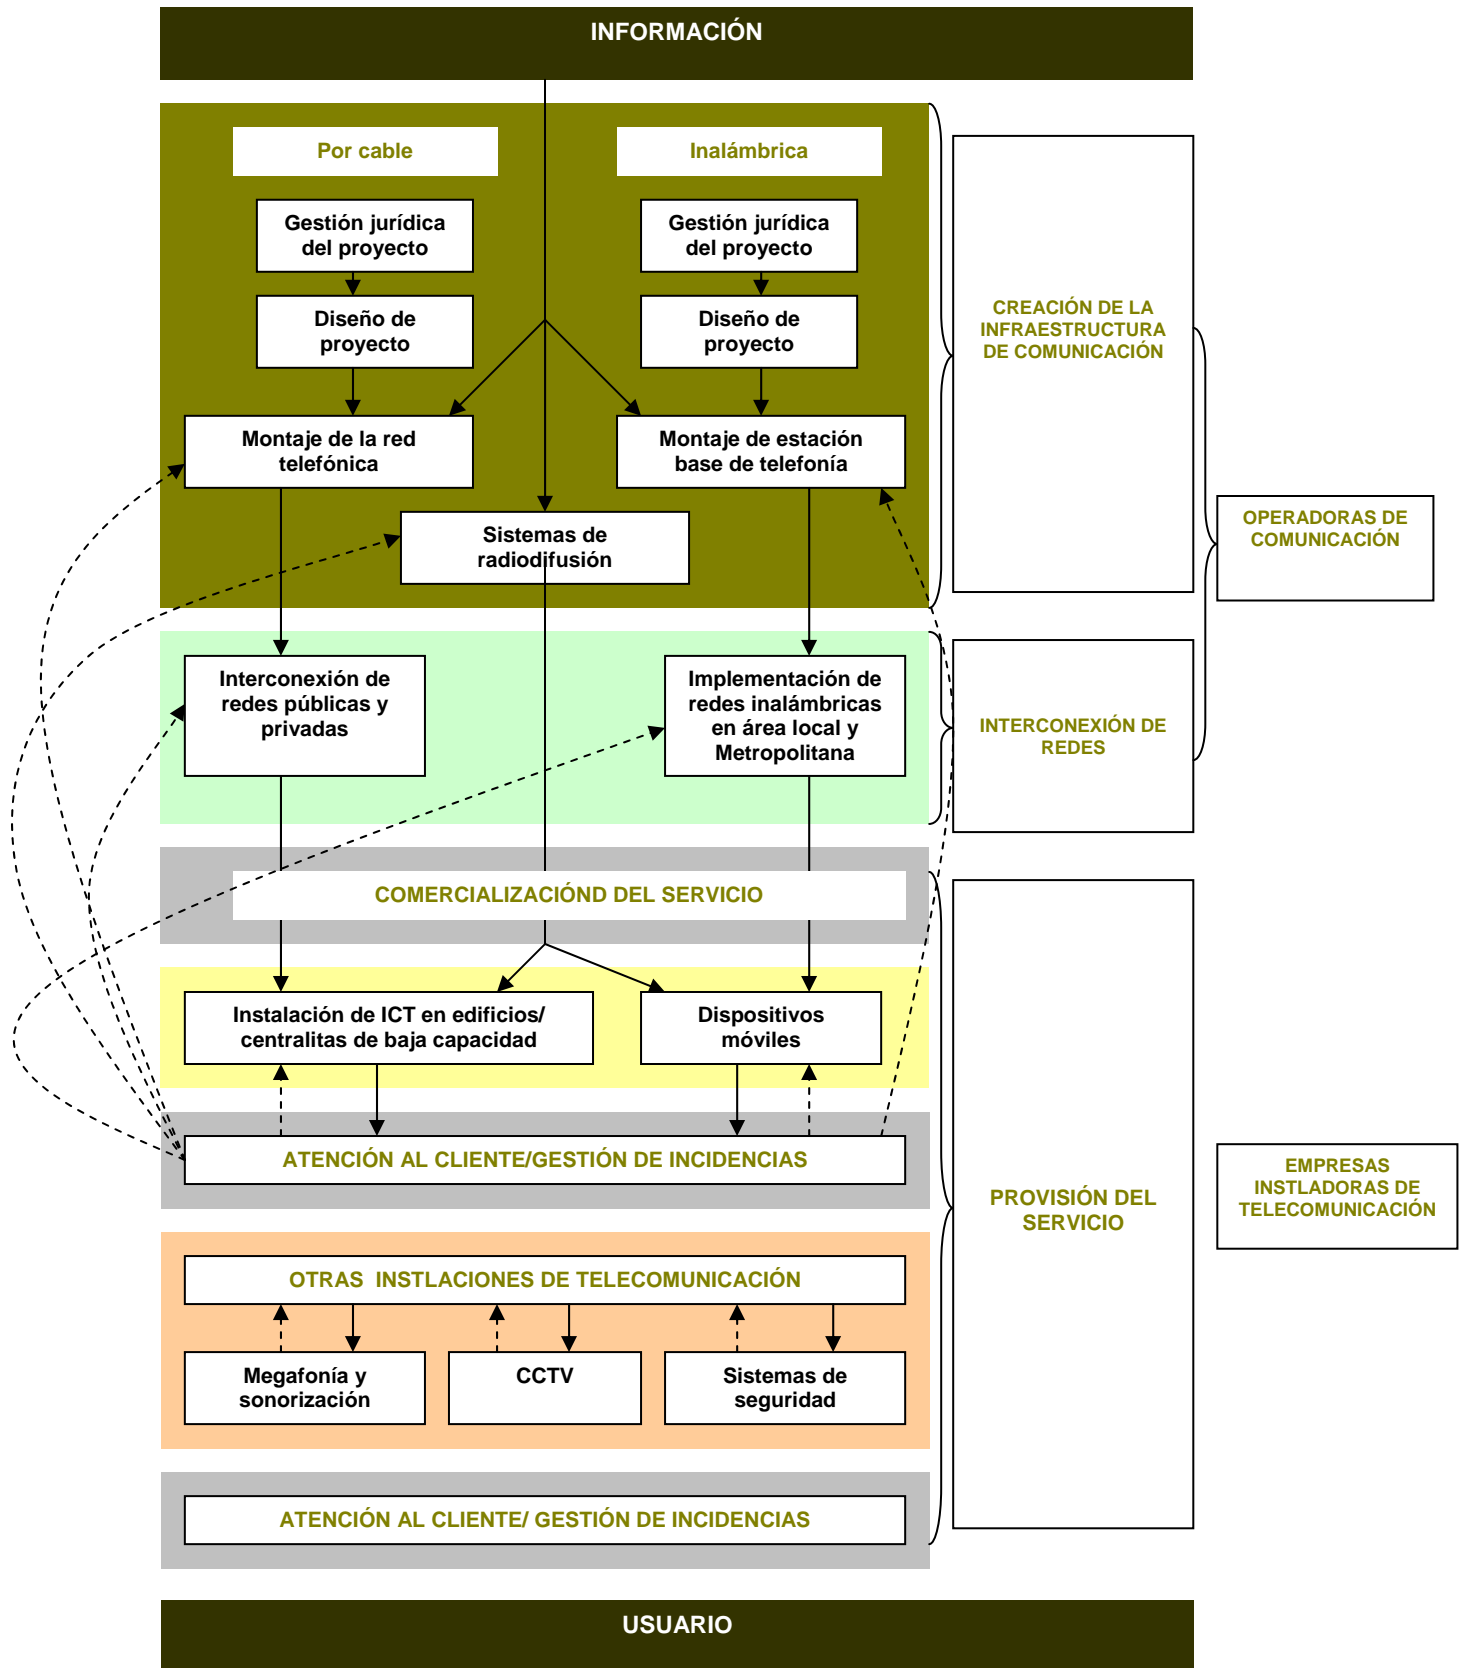 INFORMACIÓN
Por cable
Inalámbrica
Gestión jurídica
del proyecto
Gestión jurídica
del proyecto
Diseño de
proyecto
Diseño de
proyecto
CREACIÓN DE LA
INFRAESTRUCTURA
DE COMUNICACIÓN
Montaje de la red
telefónica
Montaje de estación
base de telefonía
Sistemas de
radiodifusión
OPERADORAS DE
COMUNICACIÓN
Interconexión de
redes públicas y
privadas
Implementación de
redes inalámbricas
en área local y
Metropolitana
INTERCONEXIÓN DE
REDES
COMERCIALIZACIÓND DEL SERVICIO
Instalación de ICT en edificios/
centralitas de baja capacidad
Dispositivos
móviles
ATENCIÓN AL CLIENTE/GESTIÓN DE INCIDENCIAS
PROVISIÓN DEL
SERVICIO
EMPRESAS
INSTLADORAS DE
TELECOMUNICACIÓN
OTRAS  INSTLACIONES DE TELECOMUNICACIÓN
Megafonía y
sonorización
CCTV
Sistemas de
seguridad
ATENCIÓN AL CLIENTE/ GESTIÓN DE INCIDENCIAS
USUARIO